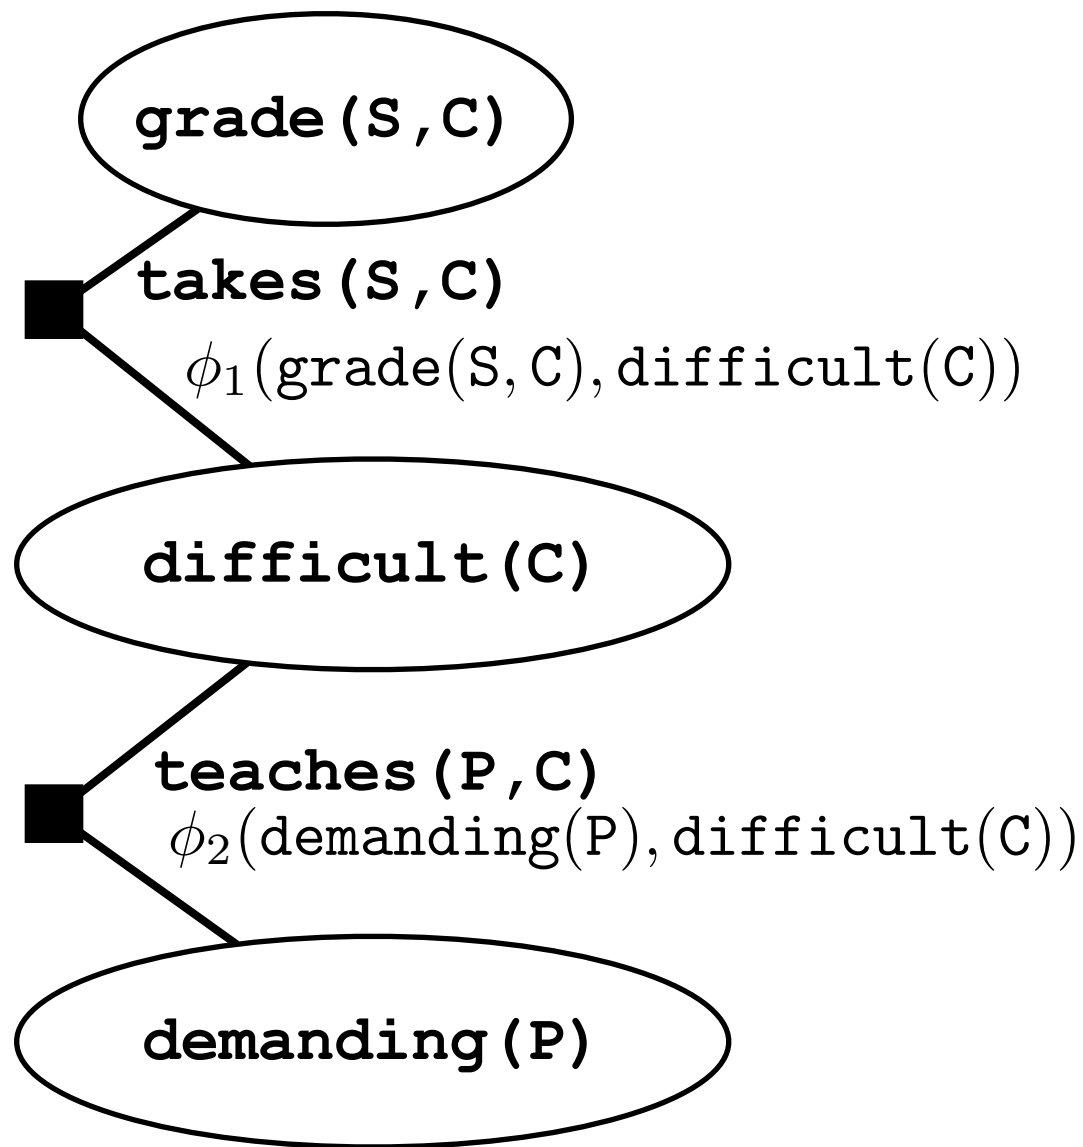 grade(S,C)
takes(S,C)
ϕ₁(grade(S,C),difficult(C))
difficult(C)
teaches(P,C)
ϕ₂(demanding(P),difficult(C))
demanding(P)